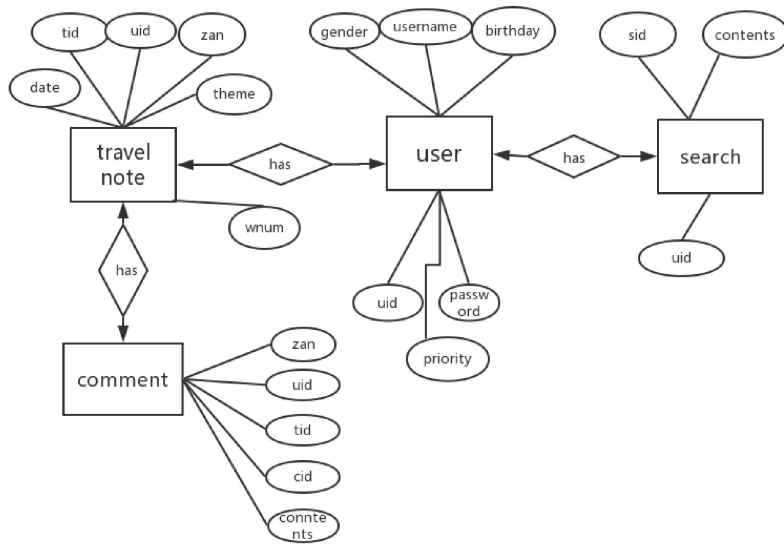 tid
uid
zan
gender
username
birthday
sid
contents
date
theme
travel
note
has
user
has
search
wnum
has
uid
uid
passw
ord
zan
priority
comment
uid
tid
cid
connte
nts